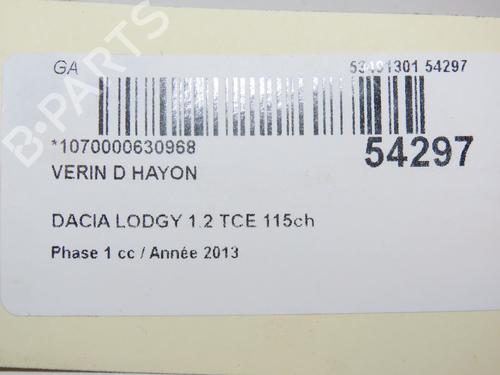 GA
53401301 54297
*1070000630968
54297
VERIN D HAYON
DACIA LODGY 1.2 TCE 115ch
Phase 1 cc / Année 2013
B-PARTS